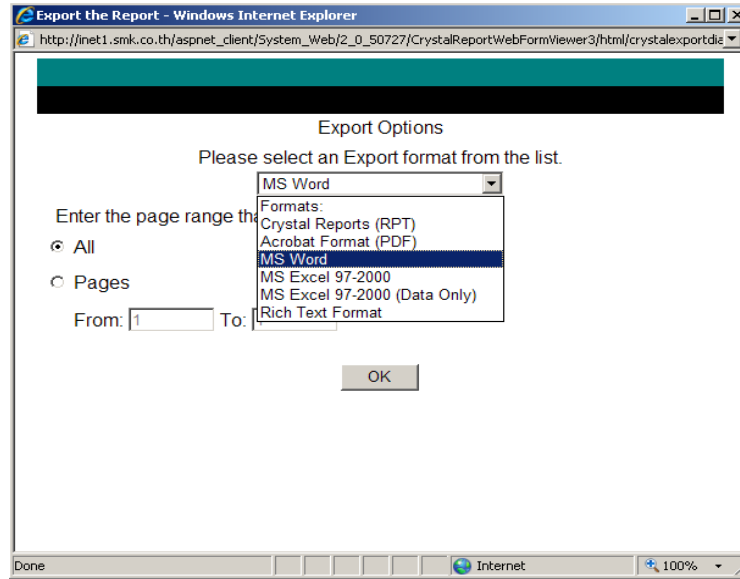 Export the Report - Windows Internet Explorer
http://inet1.smk.co.th/aspnet_client/System_Web/2_0_50727/CrystalReportWebFormViewer3/html/crystalexportdia
Export Options
Please select an Export format from the list.
MS Word
Formats:
Enter the page range tha
Crystal Reports (RPT)
Acrobat Format (PDF)
All
MS Word
MS Excel 97-2000
Pages
MS Excel 97-2000 (Data Only)
Rich Text Format
From: 1 To:
OK
Done Internet 100%